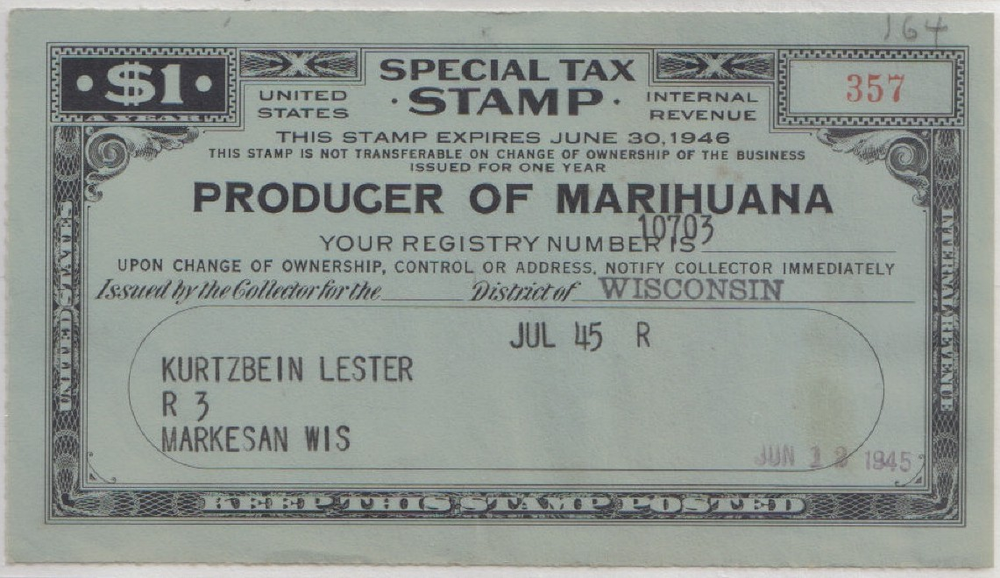 164
$1
A YEAR
UNITED STATES
SPECIAL TAX
· STAMP ·
INTERNAL REVENUE
357
THIS STAMP EXPIRES JUNE 30, 1946
THIS STAMP IS NOT TRANSFERABLE ON CHANGE OF OWNERSHIP OF THE BUSINESS
ISSUED FOR ONE YEAR
PRODUCER OF MARIHUANA
YOUR REGISTRY NUMBER IS 10703
UPON CHANGE OF OWNERSHIP, CONTROL OR ADDRESS, NOTIFY COLLECTOR IMMEDIATELY
Issued by the Collector for the District of WISCONSIN
JUL 45 R
KURTZBEIN LESTER
R 3
MARKESAN WIS
JUN 12 1945
UNITED STATES
INTERNAL REVENUE
KEEP THIS STAMP POSTED